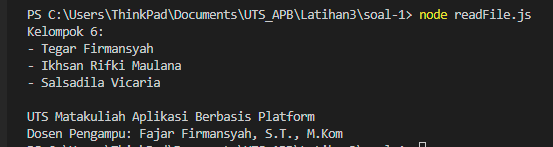 PS C:\Users\ThinkPad\Documents\UTS_APB\Latihan3\soal-1> node readFile.js
Kelompok 6:
- Tegar Firmansyah
- Ikhsan Rifki Maulana
- Salsadila Vicaria
UTS Matakuliah Aplikasi Berbasis Platform
Dosen Pengampu: Fajar Firmansyah, S.T., M.Kom